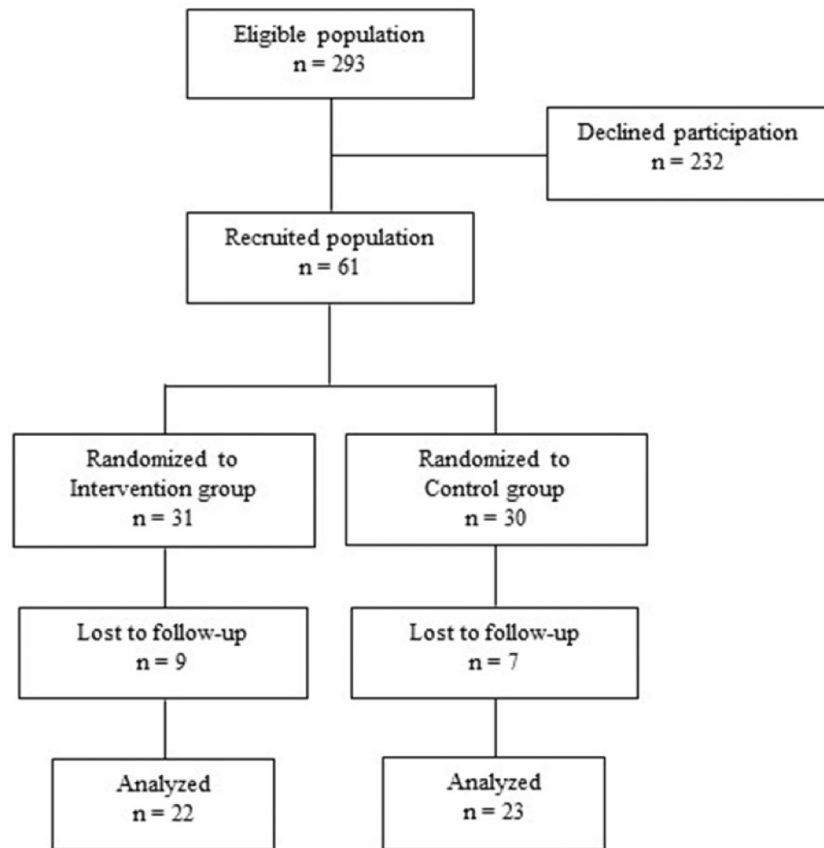 Eligible population
n = 293
Declined participation
n = 232
Recruited population
n = 61
Randomized to
Intervention group
n = 31
Randomized to
Control group
n = 30
Lost to follow-up
n = 9
Lost to follow-up
n = 7
Analyzed
n = 22
Analyzed
n = 23